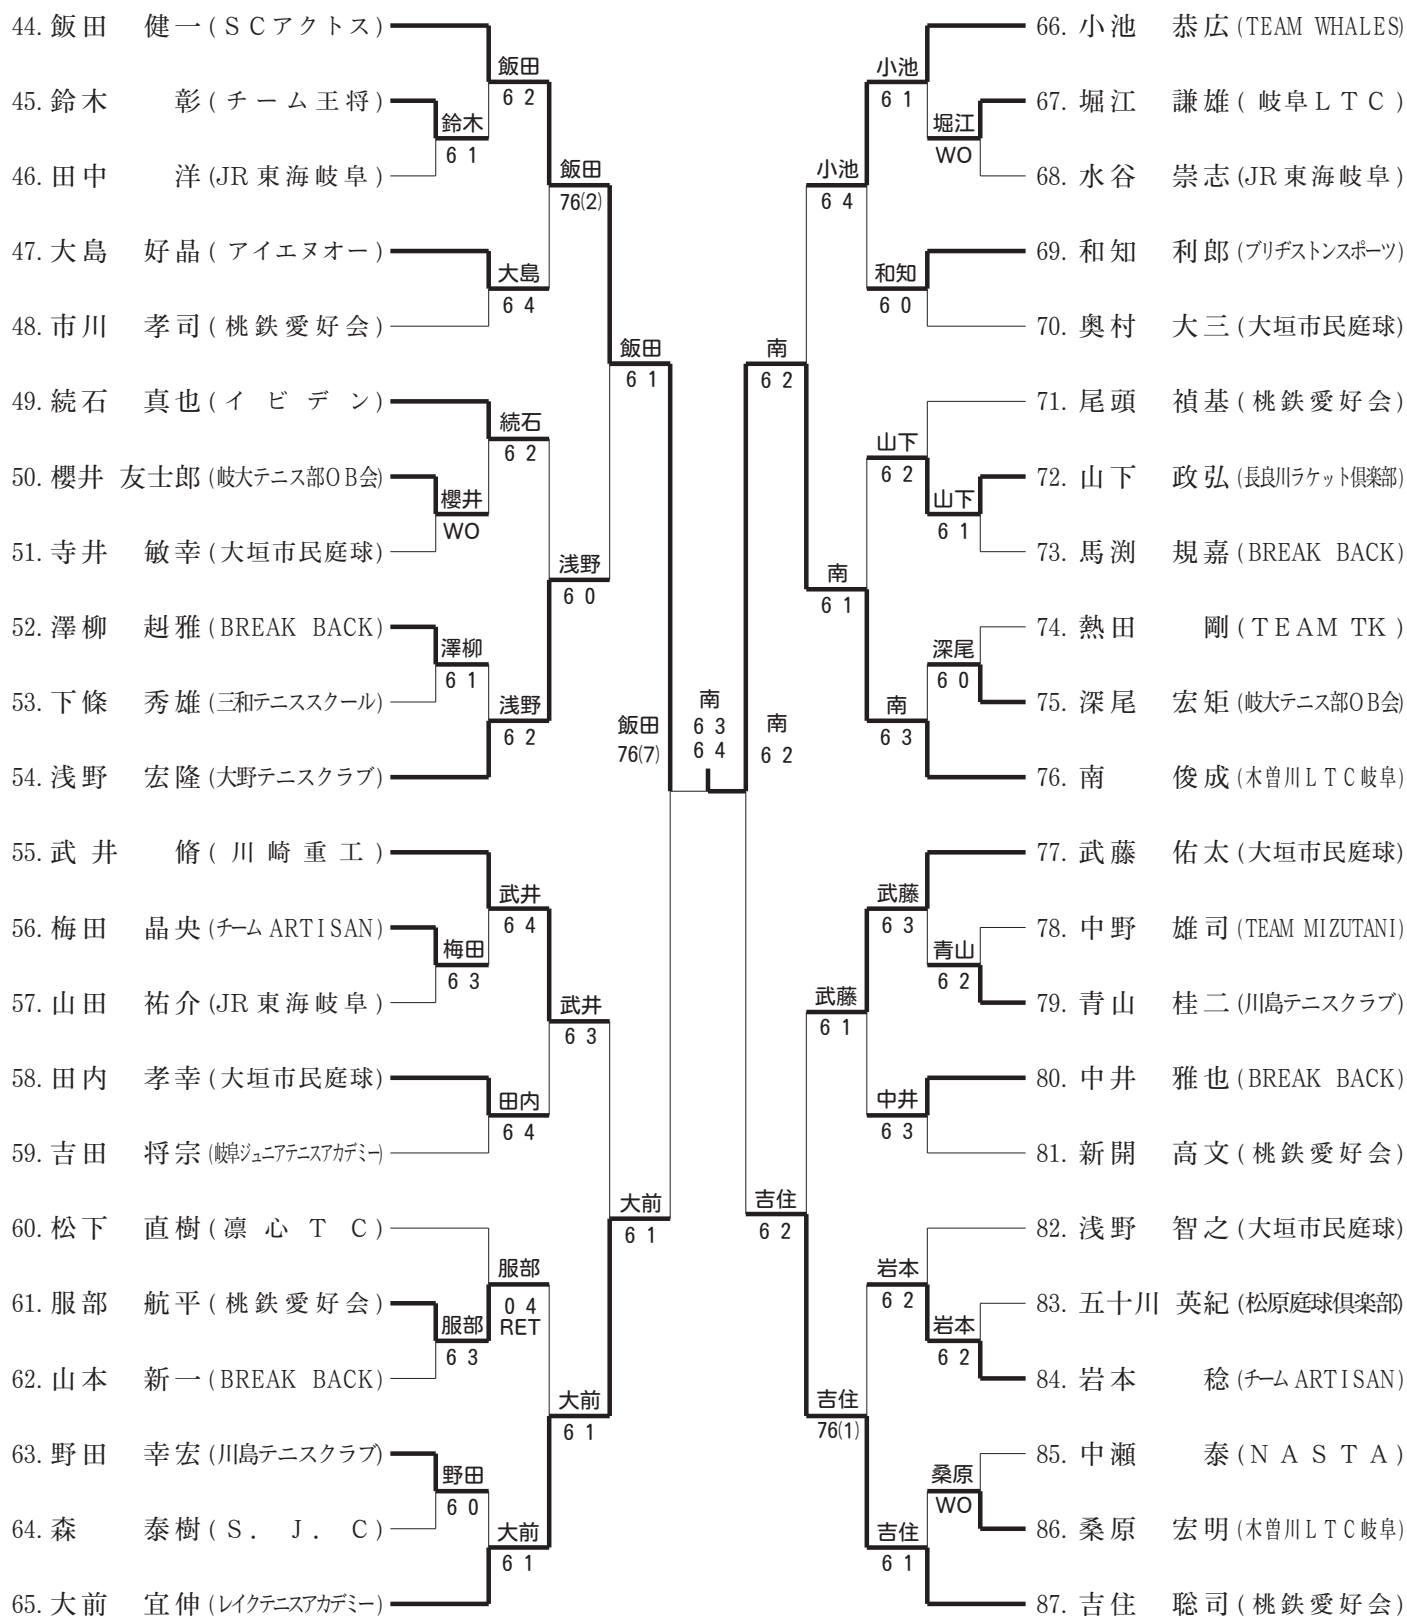 44. 飯田 健一 (SCアクトス)
45. 鈴木 彰 (チーム王将)
46. 田中 洋 (JR東海岐阜)
47. 大島 好晶 (アイエヌオー)
48. 市川 孝司 (桃鉄愛好会)
49. 続石 真也 (イビデン)
50. 櫻井 友士郎 (岐大テニス部OB会)
51. 寺井 敏幸 (大垣市民庭球)
52. 澤柳 赳雅 (BREAK BACK)
53. 下條 秀雄 (三和テニススクール)
54. 浅野 宏隆 (大野テニスクラブ)
55. 武井 脩 (川崎重工)
56. 梅田 晶央 (チーム ARTISAN)
57. 山田 祐介 (JR東海岐阜)
58. 田内 孝幸 (大垣市民庭球)
59. 吉田 将宗 (岐阜ジュニアテニスアカデミー)
60. 松下 直樹 (凛心TC)
61. 服部 航平 (桃鉄愛好会)
62. 山本 新一 (BREAK BACK)
63. 野田 幸宏 (川島テニスクラブ)
64. 森 泰樹 (S.J.C)
65. 大前 宜伸 (レイクテニスアカデミー)
鈴木
6 1
櫻井
WO
澤柳
6 1
梅田
6 3
服部
6 3
野田
6 0
飯田
6 2
大島
6 4
続石
6 2
浅野
6 2
武井
6 4
田内
6 4
服部
0 4
RET
大前
6 1
飯田
76(2)
浅野
6 0
武井
6 3
大前
6 1
飯田
6 1
大前
6 1
飯田
76(7)
南
6 3
6 4
南
6 2
南
6 2
吉住
6 2
小池
6 4
南
6 1
武藤
6 1
吉住
76(1)
小池
6 1
和知
6 0
山下
6 2
南
6 3
武藤
6 3
中井
6 3
岩本
6 2
吉住
6 1
堀江
WO
山下
6 1
深尾
6 0
青山
6 2
岩本
6 2
桑原
WO
66. 小池 恭広 (TEAM WHALES)
67. 堀江 謙雄 (岐阜LTC)
68. 水谷 崇志 (JR東海岐阜)
69. 和知 利郎 (ブリヂストンスポーツ)
70. 奥村 大三 (大垣市民庭球)
71. 尾頭 禎基 (桃鉄愛好会)
72. 山下 政弘 (長良川ラケット倶楽部)
73. 馬渕 規嘉 (BREAK BACK)
74. 熱田 剛 (TEAM TK)
75. 深尾 宏矩 (岐大テニス部OB会)
76. 南 俊成 (木曽川LTC岐阜)
77. 武藤 佑太 (大垣市民庭球)
78. 中野 雄司 (TEAM MIZUTANI)
79. 青山 桂二 (川島テニスクラブ)
80. 中井 雅也 (BREAK BACK)
81. 新開 高文 (桃鉄愛好会)
82. 浅野 智之 (大垣市民庭球)
83. 五十川 英紀 (松原庭球倶楽部)
84. 岩本 稔 (チーム ARTISAN)
85. 中瀬 泰 (NASTA)
86. 桑原 宏明 (木曽川LTC岐阜)
87. 吉住 聡司 (桃鉄愛好会)